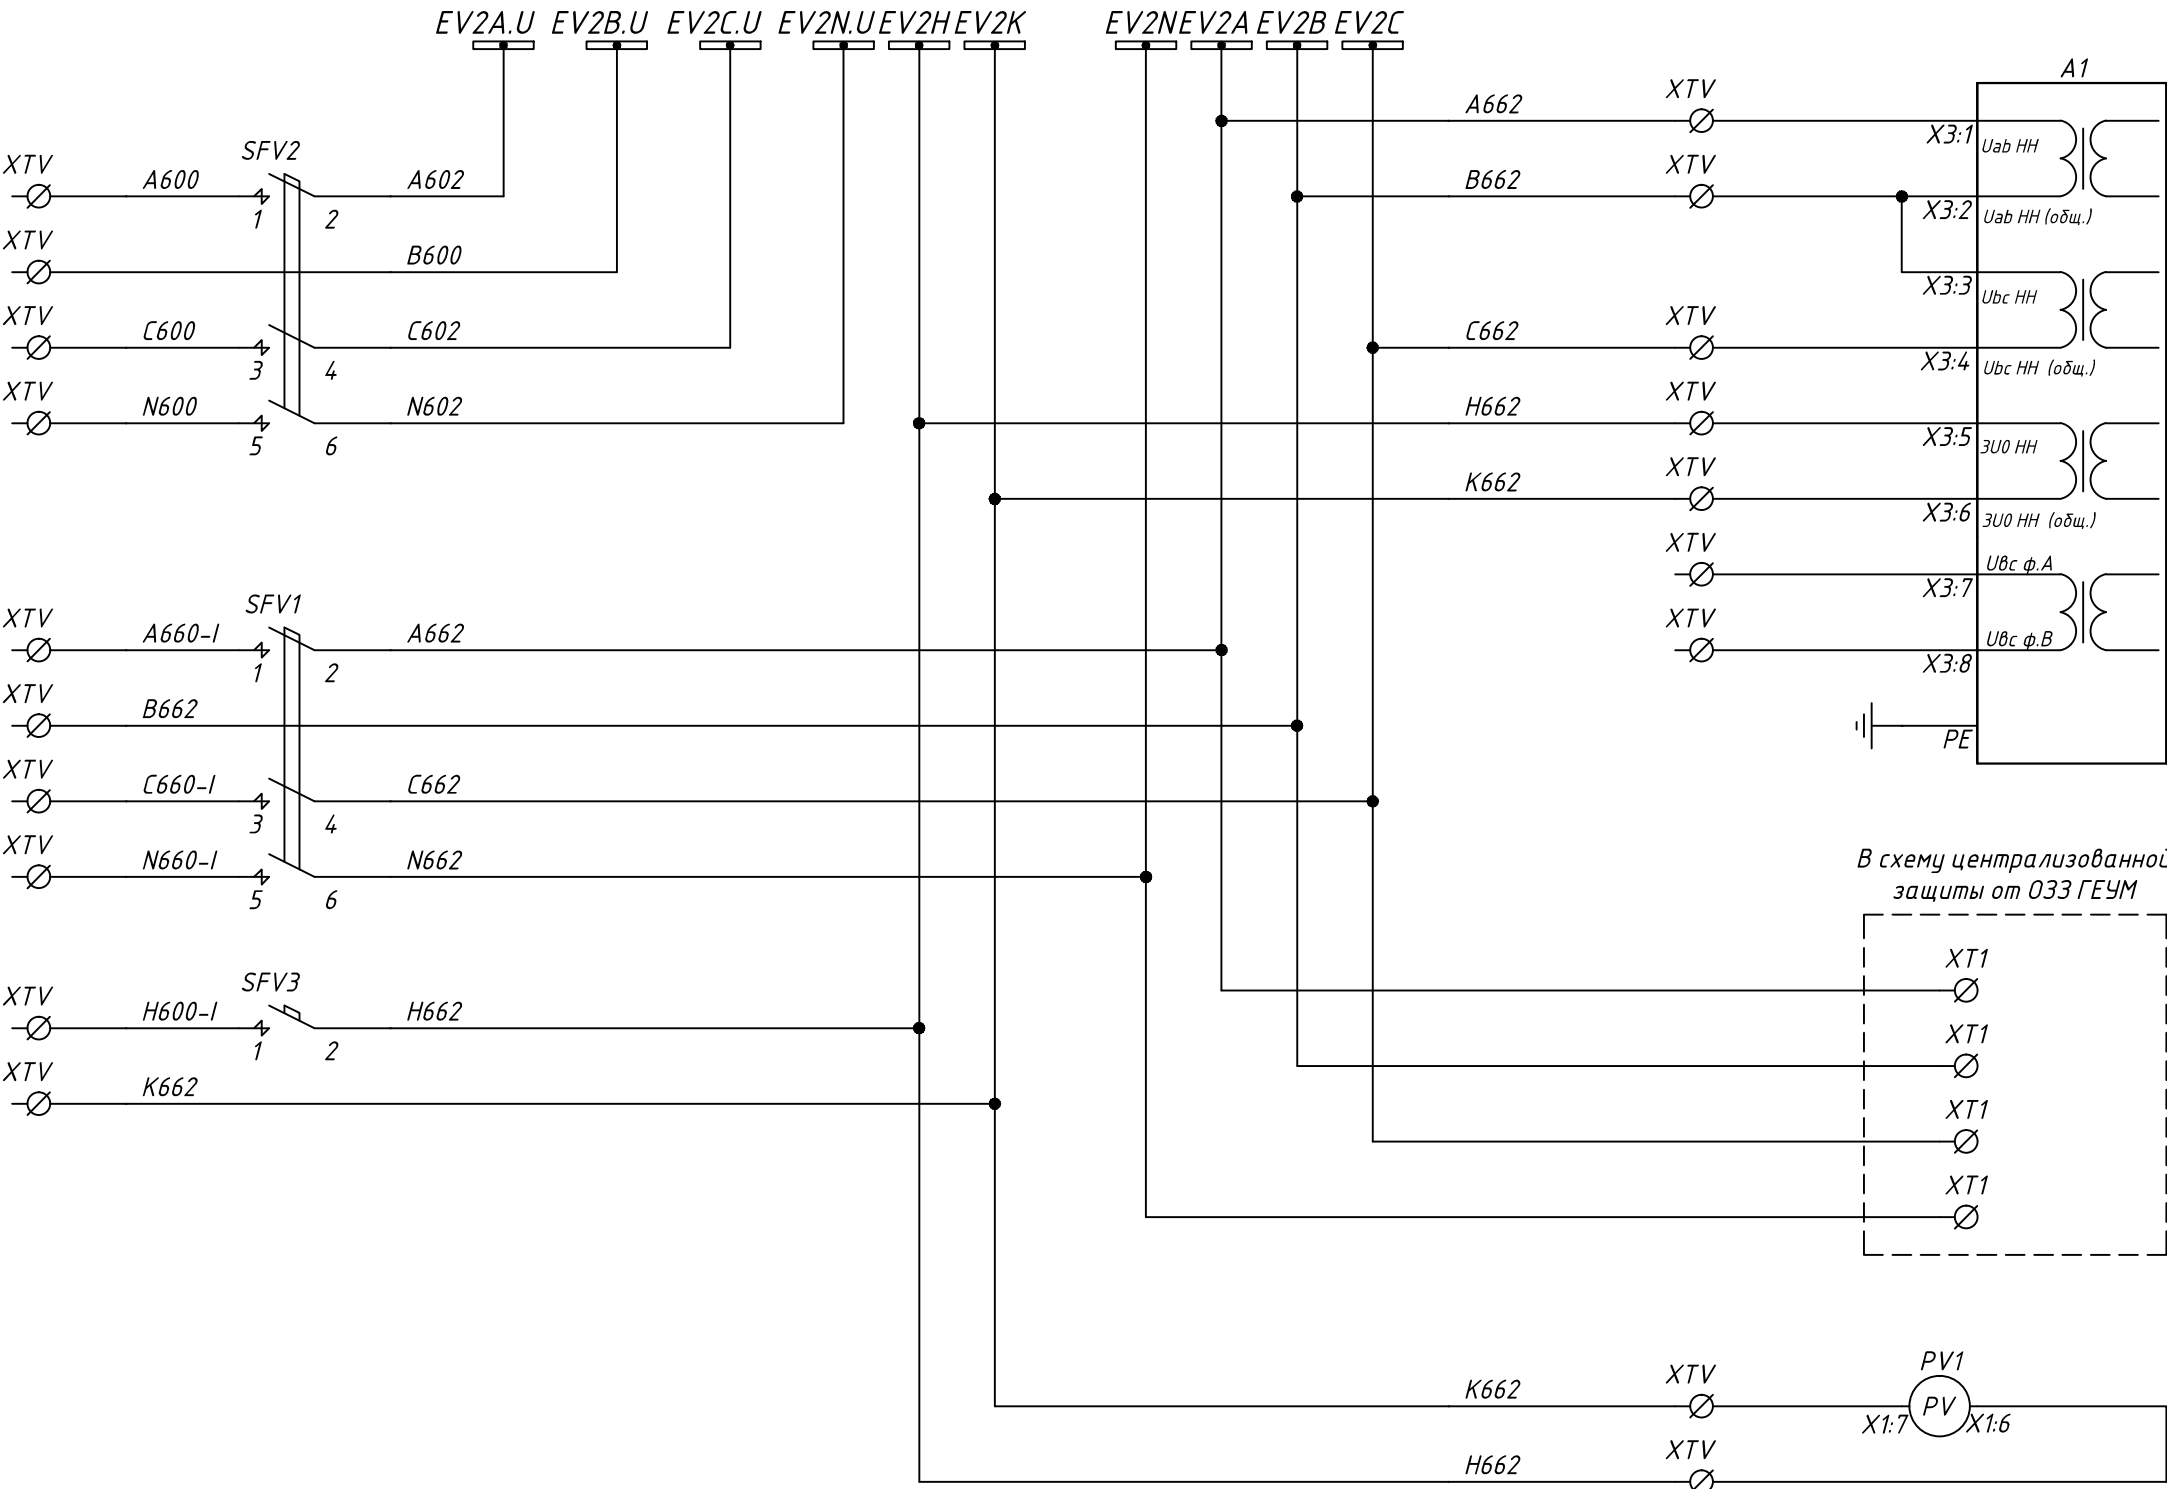 EV2A.U EV2B.U EV2C.U EV2N.U EV2H EV2K EV2N EV2A EV2B EV2C
A1
A662 XTV
X3:1 Uab НН
B662 XTV
X3:2 Uab НН (общ.)
X3:3 Ubc НН
C662 XTV
X3:4 Ubc НН (общ.)
H662 XTV
X3:5 3U0 НН
K662 XTV
X3:6 3U0 НН (общ.)
XTV Uвс ф.А
X3:7
XTV Uвс ф.В
X3:8
PE
SFV2
XTV A600 A602
1 2
XTV B600
XTV C600 C602
3 4
XTV N600 N602
5 6
SFV1
XTV A660-I A662
1 2
XTV B662
XTV C660-I C662
3 4
XTV N660-I N662
5 6
SFV3
XTV H600-I H662
1 2
XTV K662
В схему централизованной
защиты от ОЗЗ ГЕУМ
XT1
XT1
XT1
XT1
PV1
K662 XTV PV
X1:7 X1:6
H662 XTV